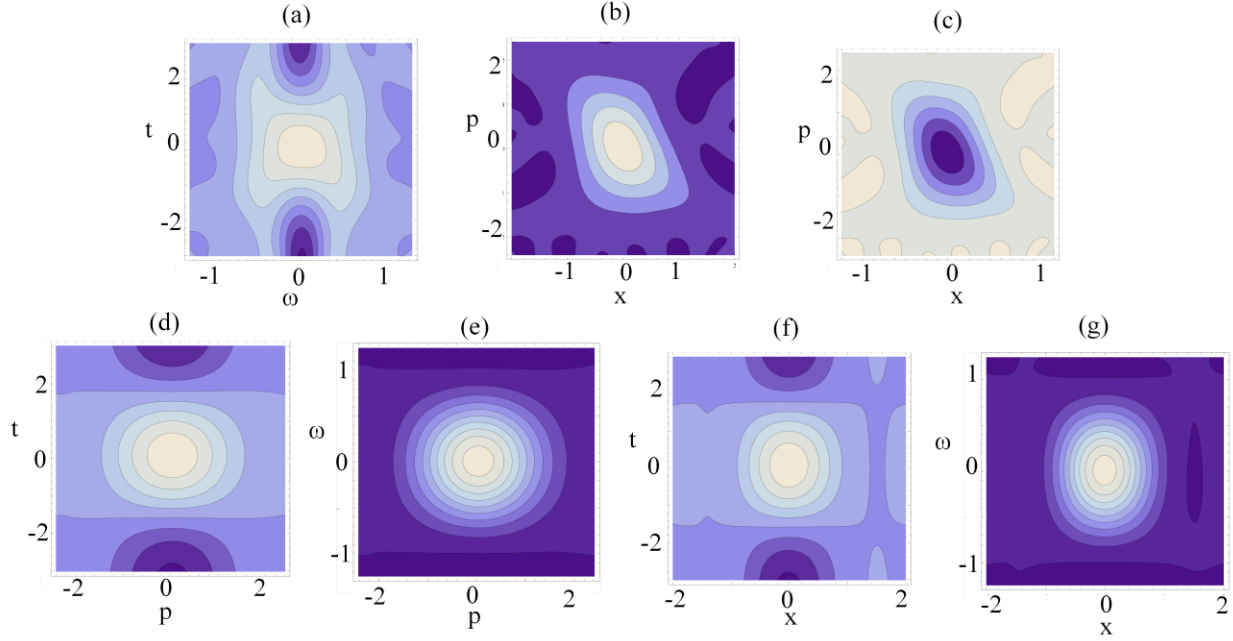 (a) (b) (c)
2 2 2
t 0 p 0 p 0
-2 -2 -2
-1 0 1 -1 0 1 2 -1 0 1
ω x x
(d) (e) (f) (g)
2 1 2 1
t 0 ω 0 t 0 ω 0
-2 -1 -2 -1
-2 0 2 -2 0 2 -2 0 2 -2 0 2
p p x x